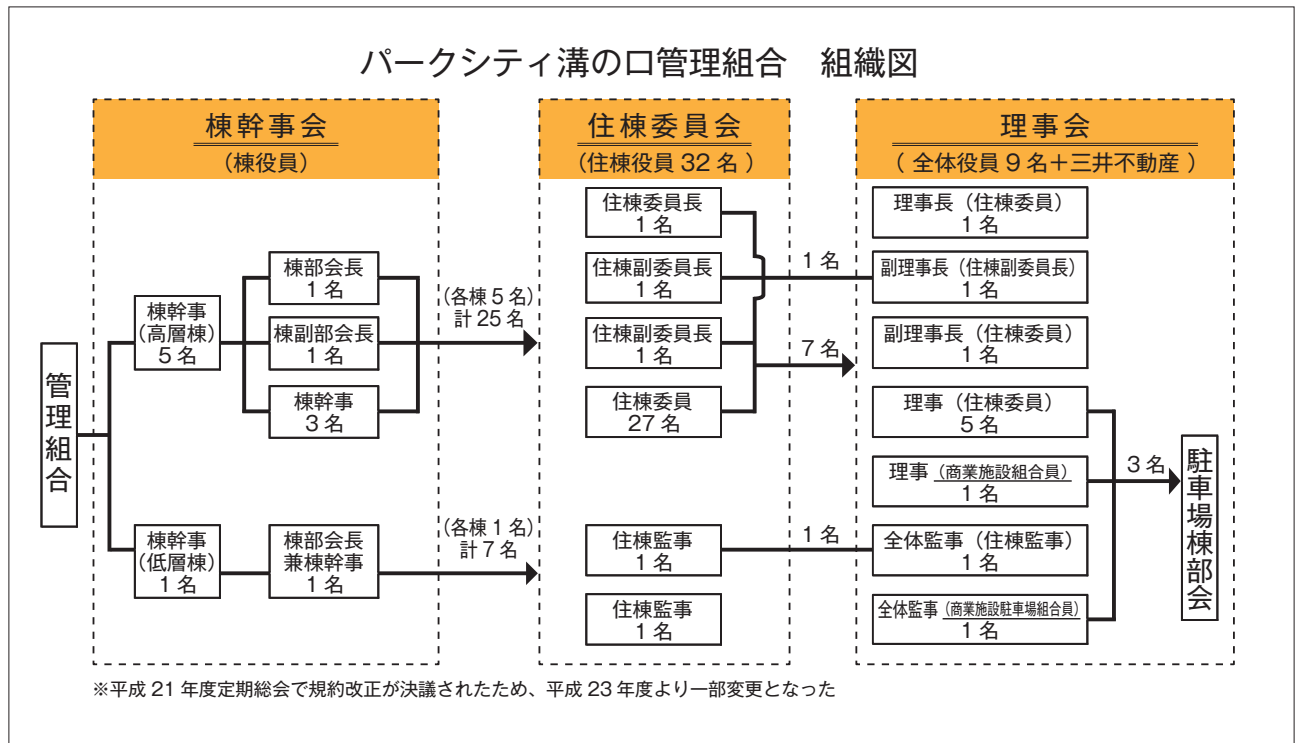 パークシティ溝の口管理組合　組織図
棟幹事会
（棟役員）
住棟委員会
（住棟役員 32 名）
理事会
（ 全体役員 9 名＋三井不動産 ）
管理組合
棟幹事
（高層棟）
5 名
棟部会長
1 名
棟副部会長
1 名
棟幹事
3 名
（各棟 5 名）
計 25 名
棟幹事
（低層棟）
1 名
棟部会長
兼棟幹事
1 名
（各棟 1 名）
計 7 名
住棟委員長
1 名
住棟副委員長
1 名
住棟副委員長
1 名
住棟委員
27 名
住棟監事
1 名
住棟監事
1 名
1 名
7 名
1 名
理事長（住棟委員）
1 名
副理事長（住棟副委員長）
1 名
副理事長（住棟委員）
1 名
理事（住棟委員）
5 名
理事（商業施設組合員）
1 名
全体監事（住棟監事）
1 名
全体監事（商業施設駐車場組合員）
1 名
3 名
駐車場棟部会
※平成 21 年度定期総会で規約改正が決議されたため、平成 23 年度より一部変更となった